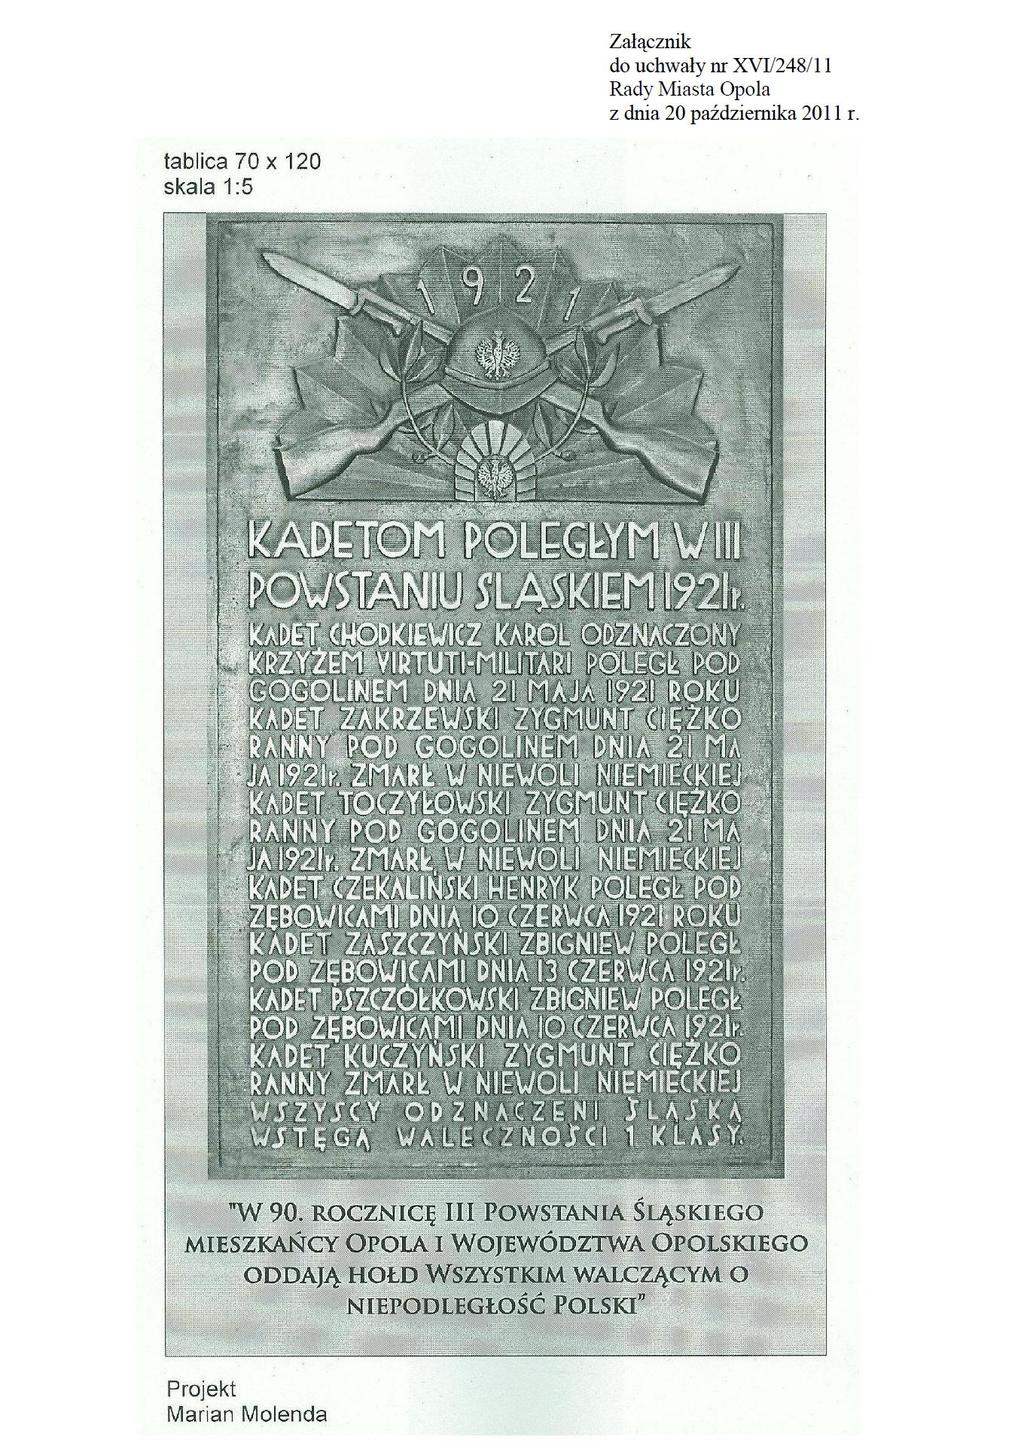 Załącznik
do uchwały nr XVI/248/11
Rady Miasta Opola
z dnia 20 października 2011 r.
tablica 70 x 120
skala 1:5
1921
KADETOM POLEGŁYM W III
POWSTANIU ŚLĄSKIEM 1921r.
KADET CHODKIEWICZ KAROL ODZNACZONY
KRZYŻEM VIRTUTI-MILITARI POLEGŁ POD
GOGOLINEM DNIA 21 MAJA 1921 ROKU
KADET ZAKRZEWSKI ZYGMUNT CIĘŻKO
RANNY POD GOGOLINEM DNIA 21 MA
JA 1921r. ZMARŁ W NIEWOLI NIEMIECKIEJ
KADET TOCZYŁOWSKI ZYGMUNT CIĘŻKO
RANNY POD GOGOLINEM DNIA 21 MA
JA 1921r. ZMARŁ W NIEWOLI NIEMIECKIEJ
KADET CZEKALIŃSKI HENRYK POLEGŁ POD
ZĘBOWICAMI DNIA 10 CZERWCA 1921 ROKU
KADET ZASZCZYŃSKI ZBIGNIEW POLEGŁ
POD ZĘBOWICAMI DNIA 13 CZERWCA 1921r.
KADET PSZCZÓŁKOWSKI ZBIGNIEW POLEGŁ
POD ZĘBOWICAMI DNIA 10 CZERWCA 1921r.
KADET KUCZYŃSKI ZYGMUNT CIĘŻKO
RANNY ZMARŁ W NIEWOLI NIEMIECKIEJ
WSZYSCY ODZNACZENI ŚLĄSKĄ
WSTĘGĄ WALECZNOŚCI 1 KLASY.
"W 90. ROCZNICĘ III POWSTANIA ŚLĄSKIEGO
MIESZKAŃCY OPOLA I WOJEWÓDZTWA OPOLSKIEGO
ODDAJĄ HOŁD WSZYSTKIM WALCZĄCYM O
NIEPODLEGŁOŚĆ POLSKI"
Projekt
Marian Molenda